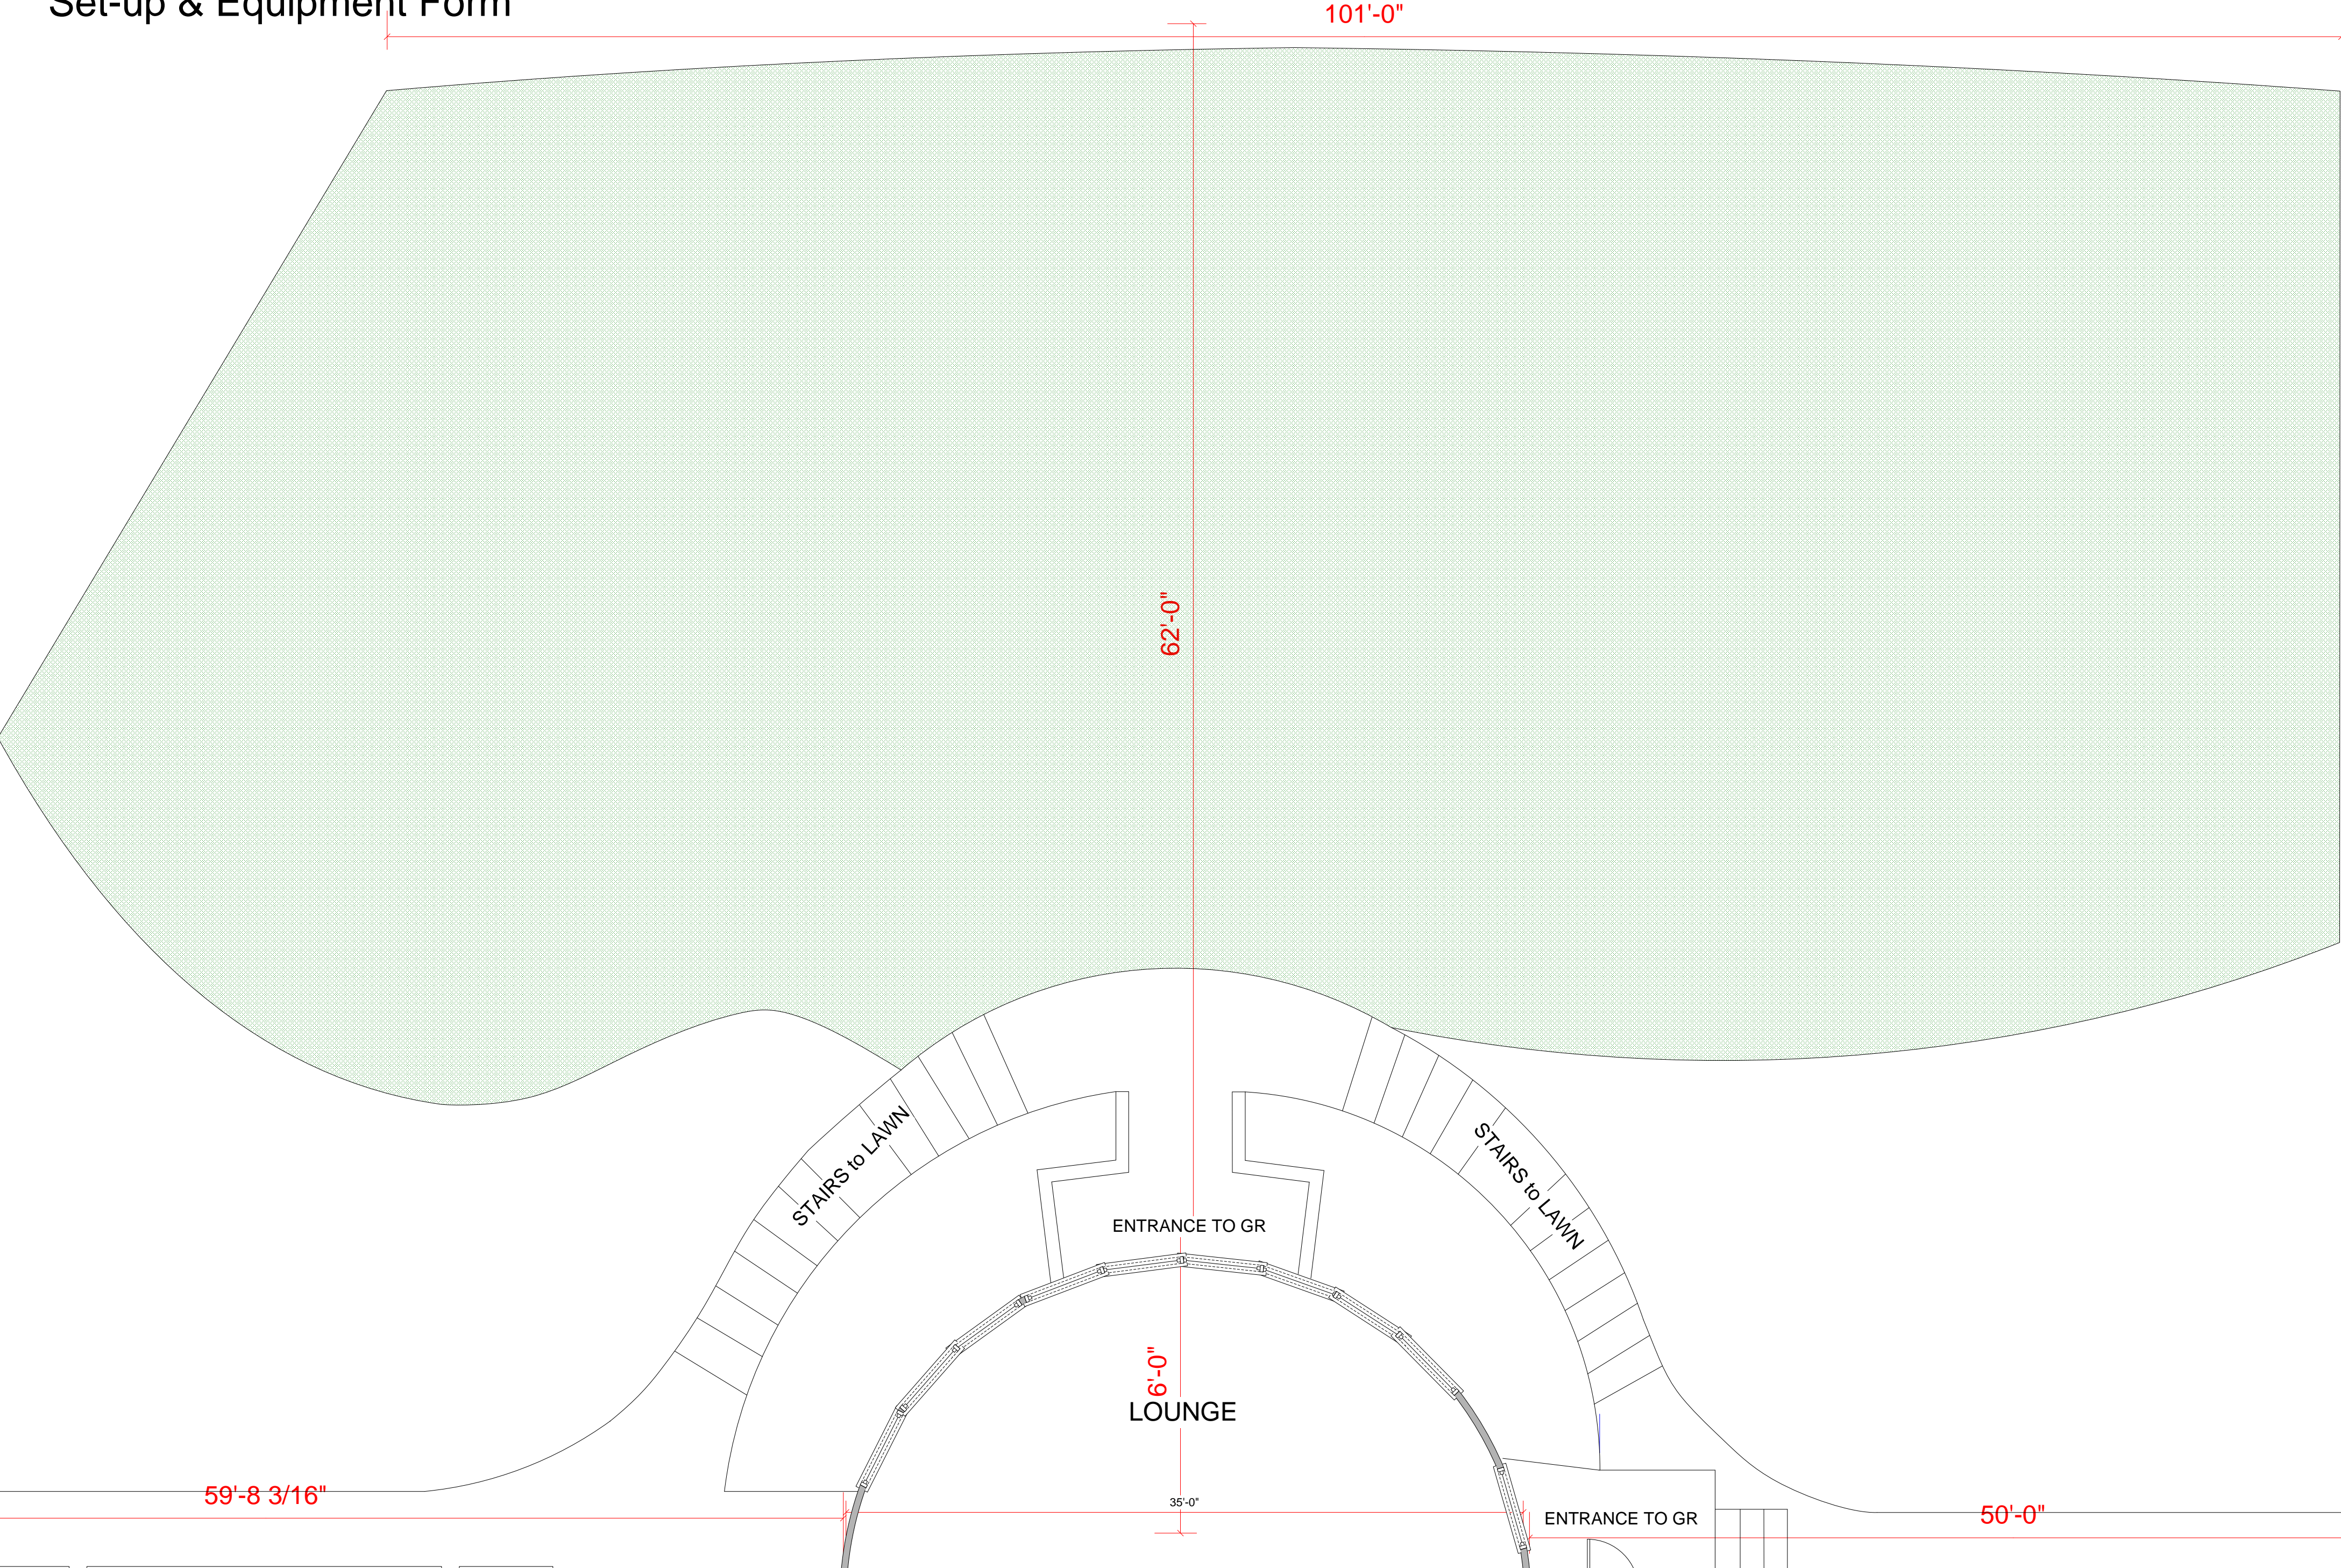 Set-up & Equipment Form
101'-0"
62'-0"
STAIRS to LAWN
STAIRS to LAWN
ENTRANCE TO GR
6'-0"
LOUNGE
59'-8 3/16"
35'-0"
ENTRANCE TO GR
50'-0"